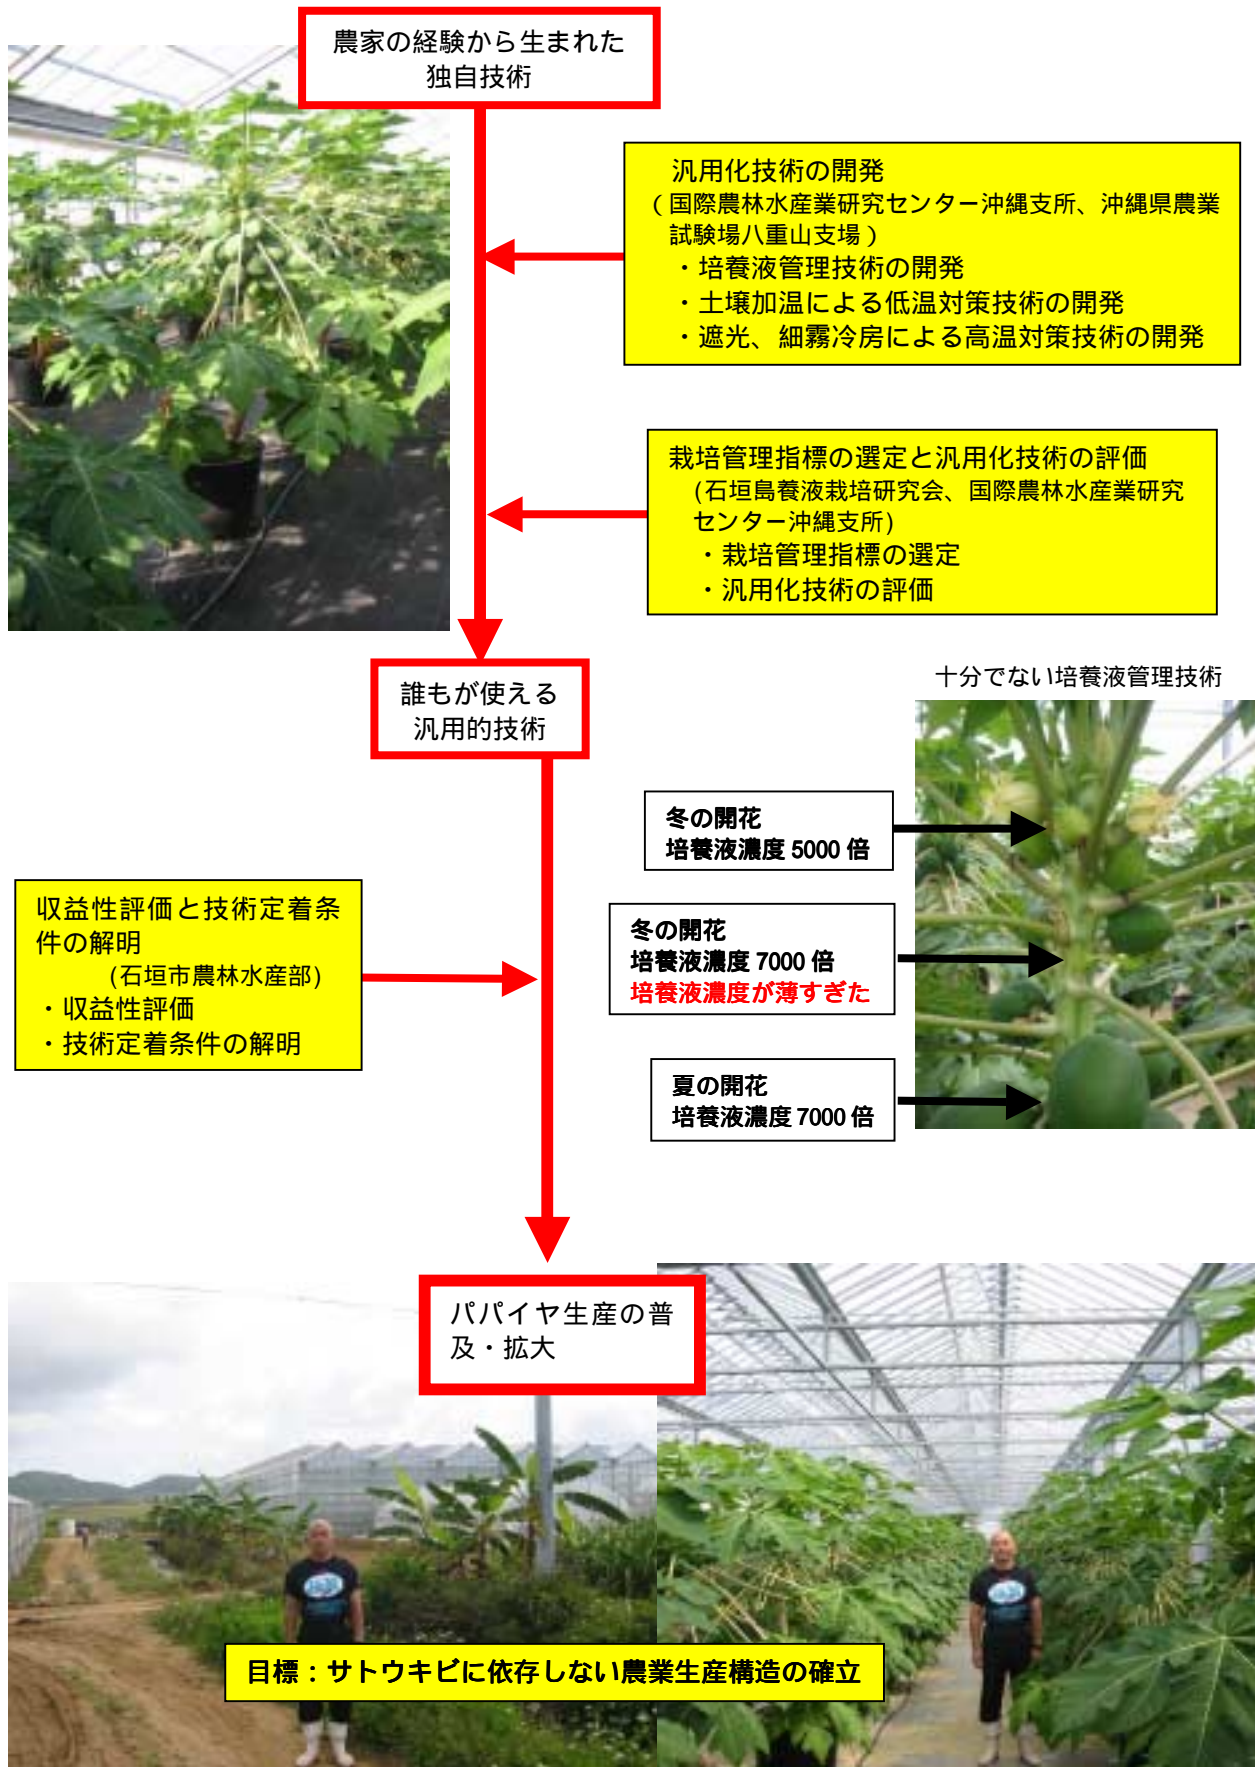 農家の経験から生まれた
独自技術
汎用化技術の開発
（国際農林水産業研究センター沖縄支所、沖縄県農業
試験場八重山支場）
・培養液管理技術の開発
・土壌加温による低温対策技術の開発
・遮光、細霧冷房による高温対策技術の開発
栽培管理指標の選定と汎用化技術の評価
(石垣島養液栽培研究会、国際農林水産業研究
センター沖縄支所)
・栽培管理指標の選定
・汎用化技術の評価
誰もが使える
汎用的技術
十分でない培養液管理技術
冬の開花
培養液濃度 5000 倍
冬の開花
培養液濃度 7000 倍
培養液濃度が薄すぎた
夏の開花
培養液濃度 7000 倍
収益性評価と技術定着条
件の解明
(石垣市農林水産部)
・収益性評価
・技術定着条件の解明
パパイヤ生産の普
及・拡大
目標：サトウキビに依存しない農業生産構造の確立